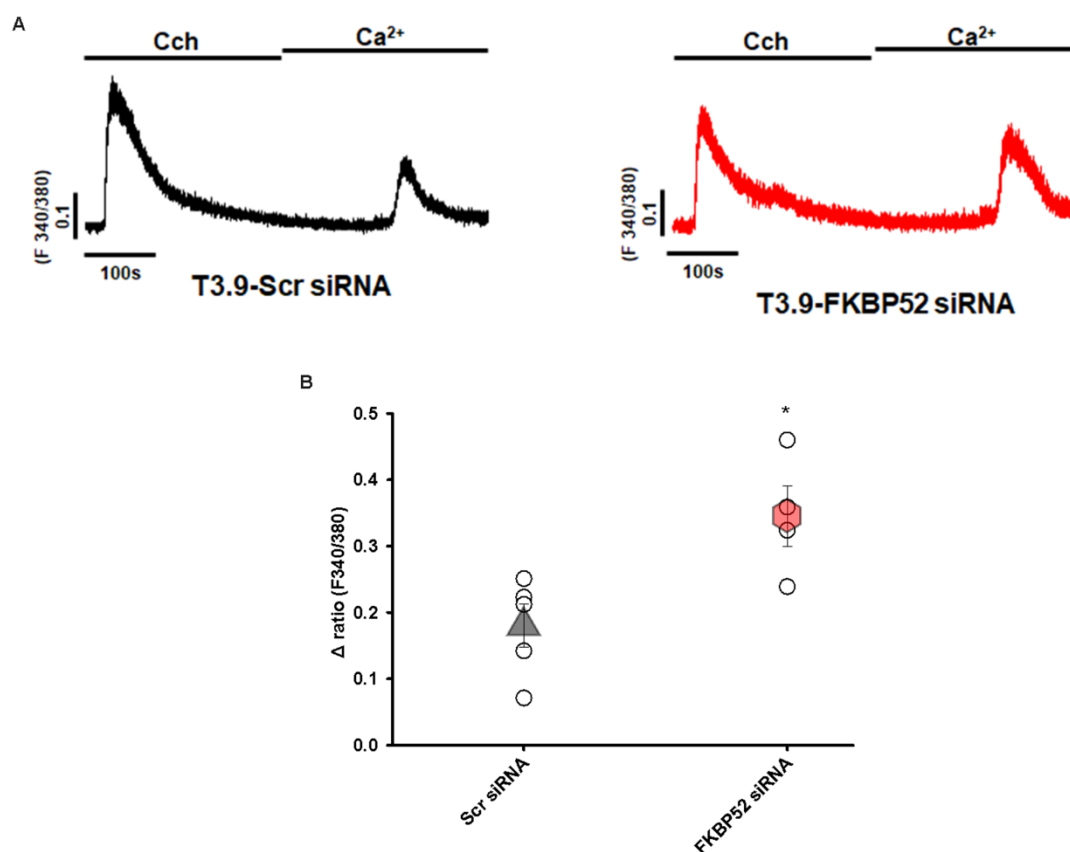 A
Cch
Ca²⁺
(F 340/380)
0.1
100s
T3.9-Scr siRNA
Cch
Ca²⁺
(F 340/380)
0.1
100s
T3.9-FKBP52 siRNA
B
*
0.5
0.4
0.3
0.2
0.1
0.0
Δ ratio (F340/380)
Scr siRNA
FKBP52 siRNA